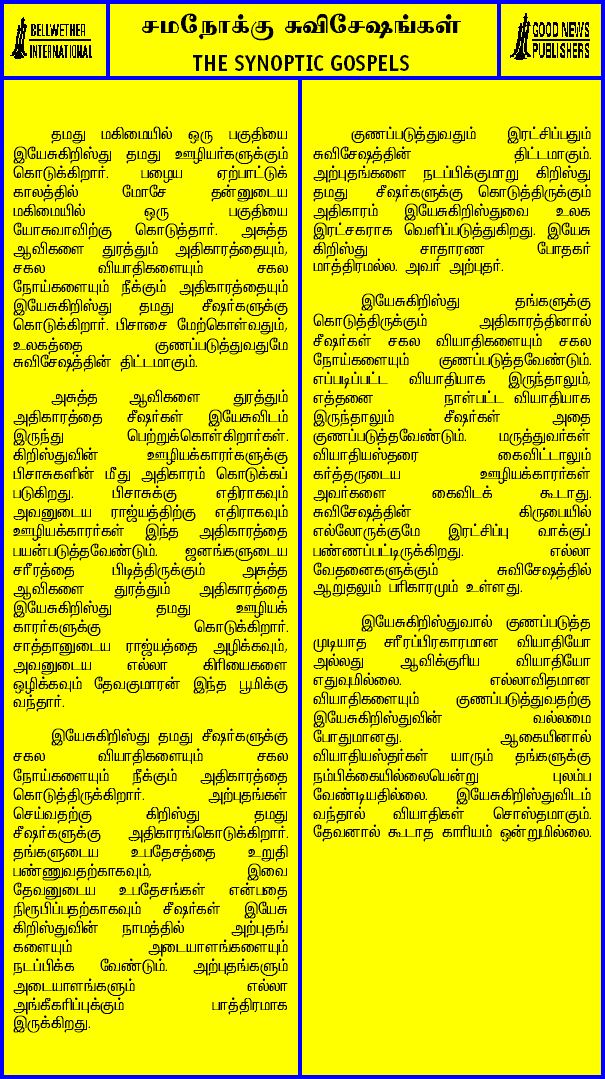 BELLWETHER
INTERNATIONAL
சமநோக்கு சுவிசேஷங்கள்
THE SYNOPTIC GOSPELS
GOOD NEWS
PUBLISHERS
தமது மகிமையில் ஒரு பகுதியை
இயேசுகிறிஸ்து தமது ஊழியர்களுக்கும்
கொடுக்கிறார். பழைய ஏற்பாட்டுக்
காலத்தில் மோசே தன்னுடைய
மகிமையில் ஒரு பகுதியை
யோசுவாவிற்கு கொடுத்தார். அசுத்த
ஆவிகளை துரத்தும் அதிகாரத்தையும்,
சகல வியாதிகளையும் சகல
நோய்களையும் நீக்கும் அதிகாரத்தையும்
இயேசுகிறிஸ்து தமது சீஷர்களுக்கு
கொடுக்கிறார். பிசாசை மேற்கொள்வதும்,
உலகத்தை குணப்படுத்துவதுமே
சுவிசேஷத்தின் திட்டமாகும்.
அசுத்த ஆவிகளை துரத்தும்
அதிகாரத்தை சீஷர்கள் இயேசுவிடம்
இருந்து பெற்றுக்கொள்கிறார்கள்.
கிறிஸ்துவின் ஊழியக்காரர்களுக்கு
பிசாசுகளின் மீது அதிகாரம் கொடுக்கப்
படுகிறது. பிசாசுக்கு எதிராகவும்
அவனுடைய ராஜ்யத்திற்கு எதிராகவும்
ஊழியக்காரர்கள் இந்த அதிகாரத்தை
பயன்படுத்தவேண்டும். ஜனங்களுடைய
சரீரத்தை பிடித்திருக்கும் அசுத்த
ஆவிகளை துரத்தும் அதிகாரத்தை
இயேசுகிறிஸ்து தமது ஊழியக்
காரர்களுக்கு கொடுக்கிறார்.
சாத்தானுடைய ராஜ்யத்தை அழிக்கவும்,
அவனுடைய எல்லா கிரியைகளை
ஒழிக்கவும் தேவகுமாரன் இந்த பூமிக்கு
வந்தார்.
இயேசுகிறிஸ்து தமது சீஷர்களுக்கு
சகல வியாதிகளையும் சகல
நோய்களையும் நீக்கும் அதிகாரத்தை
கொடுத்திருக்கிறார். அற்புதங்கள்
செய்வதற்கு கிறிஸ்து தமது
சீஷர்களுக்கு அதிகாரங்கொடுக்கிறார்.
தங்களுடைய உபதேசத்தை உறுதி
பண்ணுவதற்காகவும், இவை
தேவனுடைய உபதேசங்கள் என்பதை
நிரூபிப்பதற்காகவும் சீஷர்கள் இயேசு
கிறிஸ்துவின் நாமத்தில் அற்புதங்
களையும் அடையாளங்களையும்
நடப்பிக்க வேண்டும். அற்புதங்களும்
அடையாளங்களும் எல்லா
அங்கீகரிப்புக்கும் பாத்திரமாக
இருக்கிறது.
குணப்படுத்துவதும் இரட்சிப்பதும்
சுவிசேஷத்தின் திட்டமாகும்.
அற்புதங்களை நடப்பிக்குமாறு கிறிஸ்து
தமது சீஷர்களுக்கு கொடுத்திருக்கும்
அதிகாரம் இயேசுகிறிஸ்துவை உலக
இரட்சகராக வெளிப்படுத்துகிறது. இயேசு
கிறிஸ்து சாதாரண போதகர்
மாத்திரமல்ல. அவர் அற்புதர்.
இயேசுகிறிஸ்து தங்களுக்கு
கொடுத்திருக்கும் அதிகாரத்தினால்
சீஷர்கள் சகல வியாதிகளையும் சகல
நோய்களையும் குணப்படுத்தவேண்டும்.
எப்படிப்பட்ட வியாதியாக இருந்தாலும்,
எத்தனை நாள்பட்ட வியாதியாக
இருந்தாலும் சீஷர்கள் அதை
குணப்படுத்தவேண்டும். மருத்துவர்கள்
வியாதியஸ்தரை கைவிட்டாலும்
கர்த்தருடைய ஊழியக்காரர்கள்
அவர்களை கைவிடக் கூடாது.
சுவிசேஷத்தின் கிருபையில்
எல்லோருக்குமே இரட்சிப்பு வாக்குப்
பண்ணப்பட்டிருக்கிறது. எல்லா
வேதனைகளுக்கும் சுவிசேஷத்தில்
ஆறுதலும் பரிகாரமும் உள்ளது.
இயேசுகிறிஸ்துவால் குணப்படுத்த
முடியாத சரீரப்பிரகாரமான வியாதியோ
அல்லது ஆவிக்குரிய வியாதியோ
எதுவுமில்லை. எல்லாவிதமான
வியாதிகளையும் குணப்படுத்துவதற்கு
இயேசுகிறிஸ்துவின் வல்லமை
போதுமானது. ஆகையினால்
வியாதியஸ்தர்கள் யாரும் தங்களுக்கு
நம்பிக்கையில்லையென்று புலம்ப
வேண்டியதில்லை. இயேசுகிறிஸ்துவிடம்
வந்தால் வியாதிகள் சொஸ்தமாகும்.
தேவனால் கூடாத காரியம் ஒன்றுமில்லை.